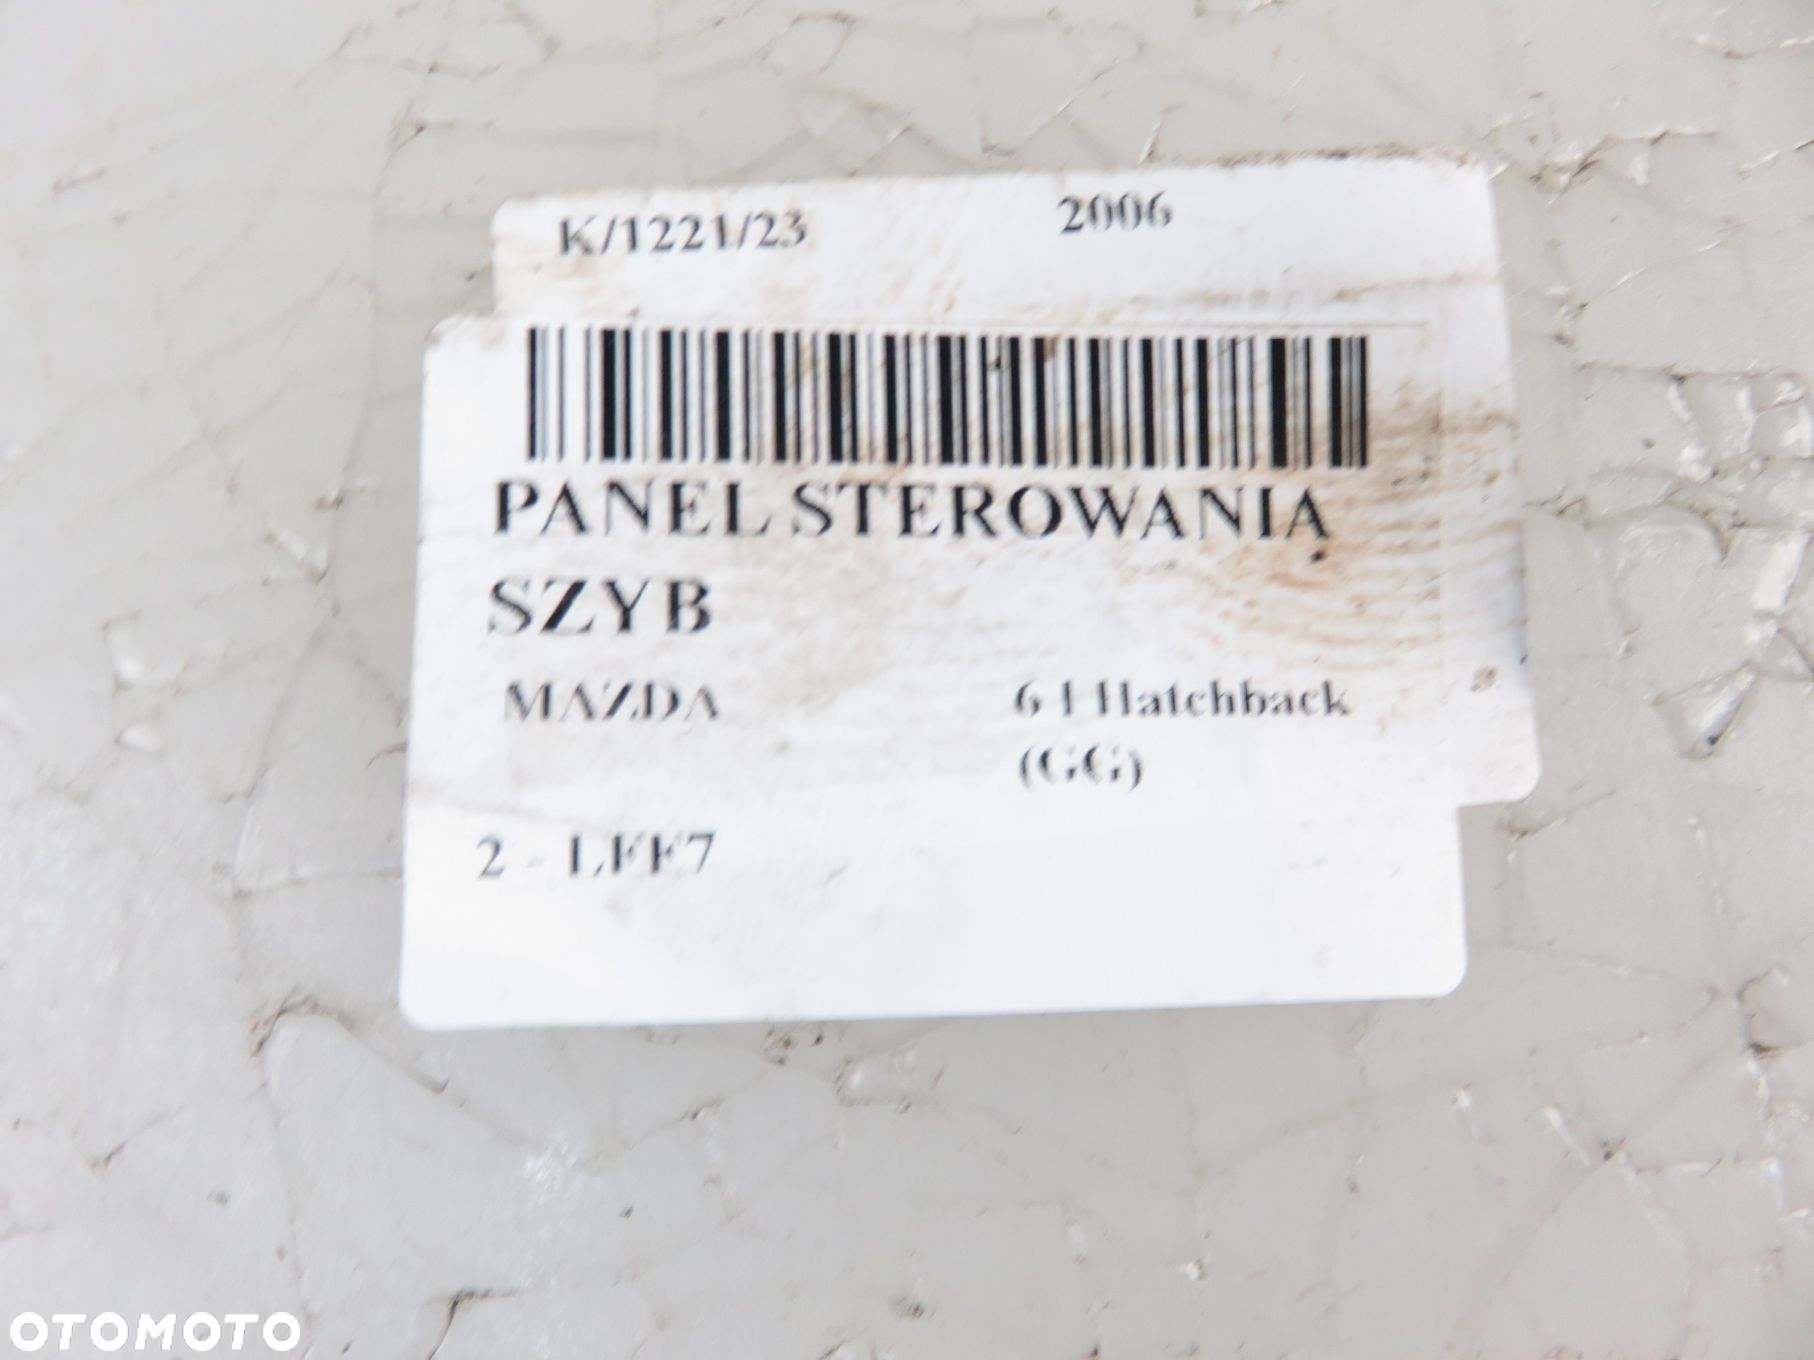 K/1221/23 2006
PANEL STEROWANIA
SZYB
MAZDA 6 I Hatchback
(GG)
2 - LFF7
OTOMOTO